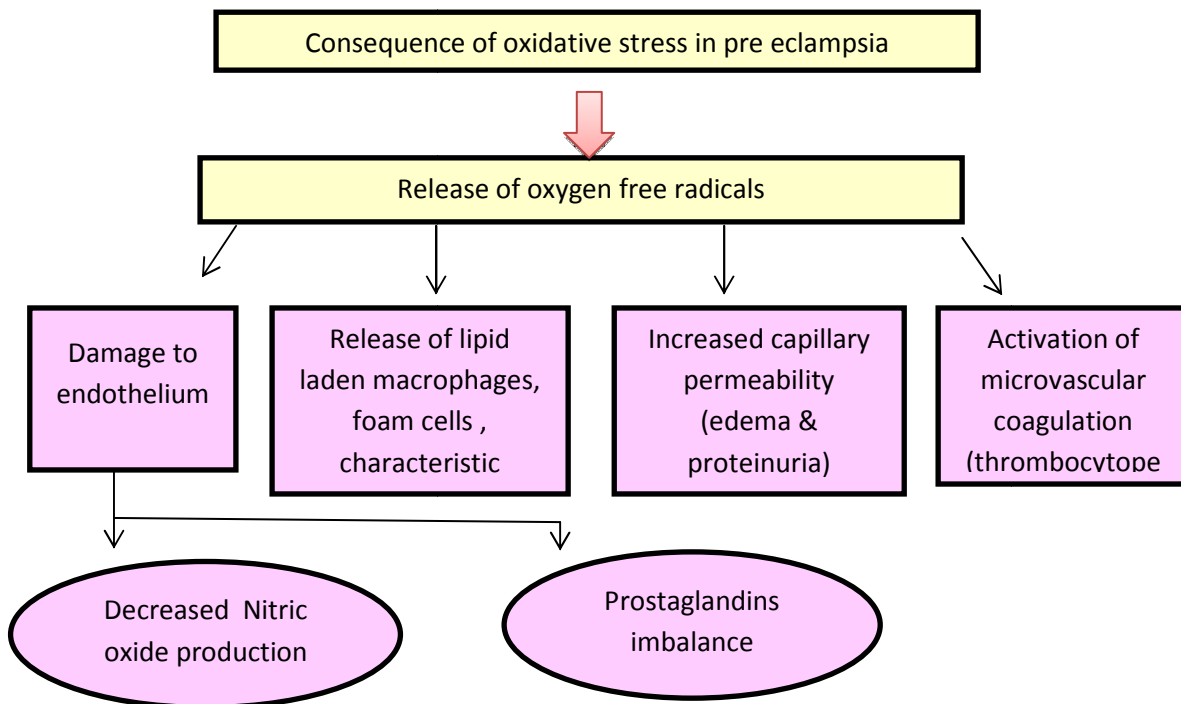 Consequence of oxidative stress in pre eclampsia
Release of oxygen free radicals
Damage to
endothelium
Release of lipid
laden macrophages,
foam cells ,
characteristic
Increased capillary
permeability
(edema &
proteinuria)
Activation of
microvascular
coagulation
(thrombocytope
Decreased  Nitric
oxide production
Prostaglandins
imbalance